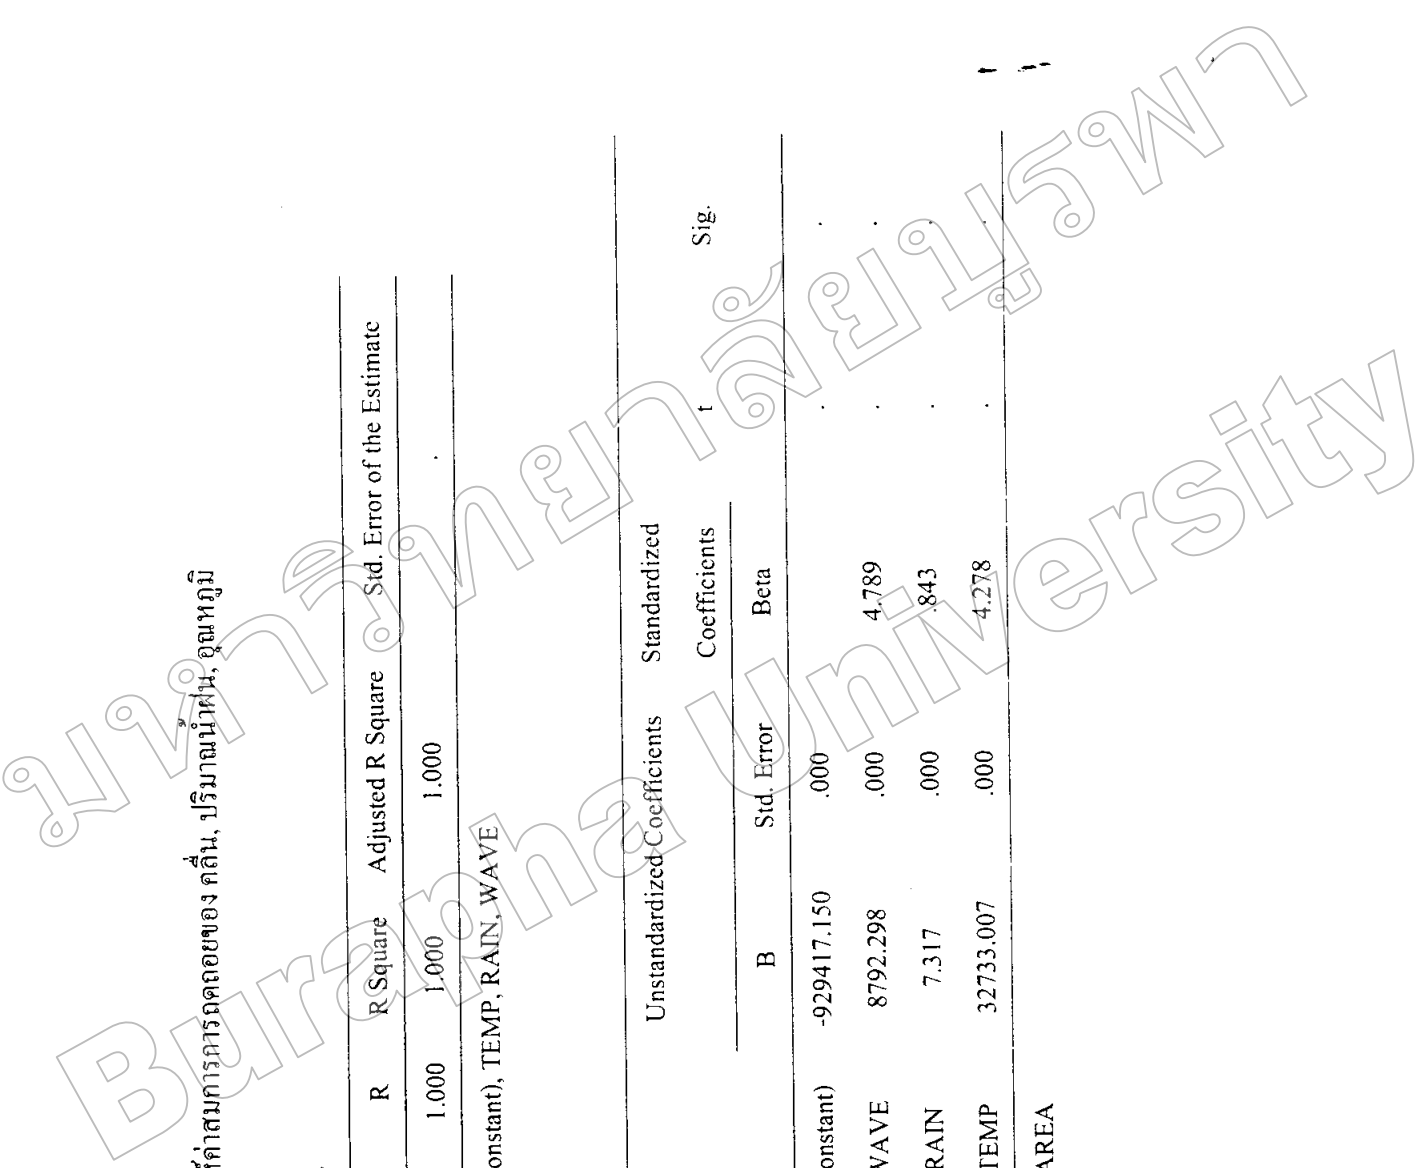 ค่าสมการการถดถอยของ คลื่น, ปริมาณน้ำฝน, อุณหภูมิ
R R Square Adjusted R Square Std. Error of the Estimate
1.000 1.000 1.000 .
onstant), TEMP, RAIN, WAVE
Unstandardized Coefficients Standardized
Coefficients t Sig.
B Std. Error Beta
onstant) -929417.150 .000 . .
WAVE 8792.298 .000 4.789 . .
RAIN 7.317 .000 .843 . .
TEMP 32733.007 .000 4.278 . .
AREA
มหาวิทยาลัยบูรพา
Burapha University